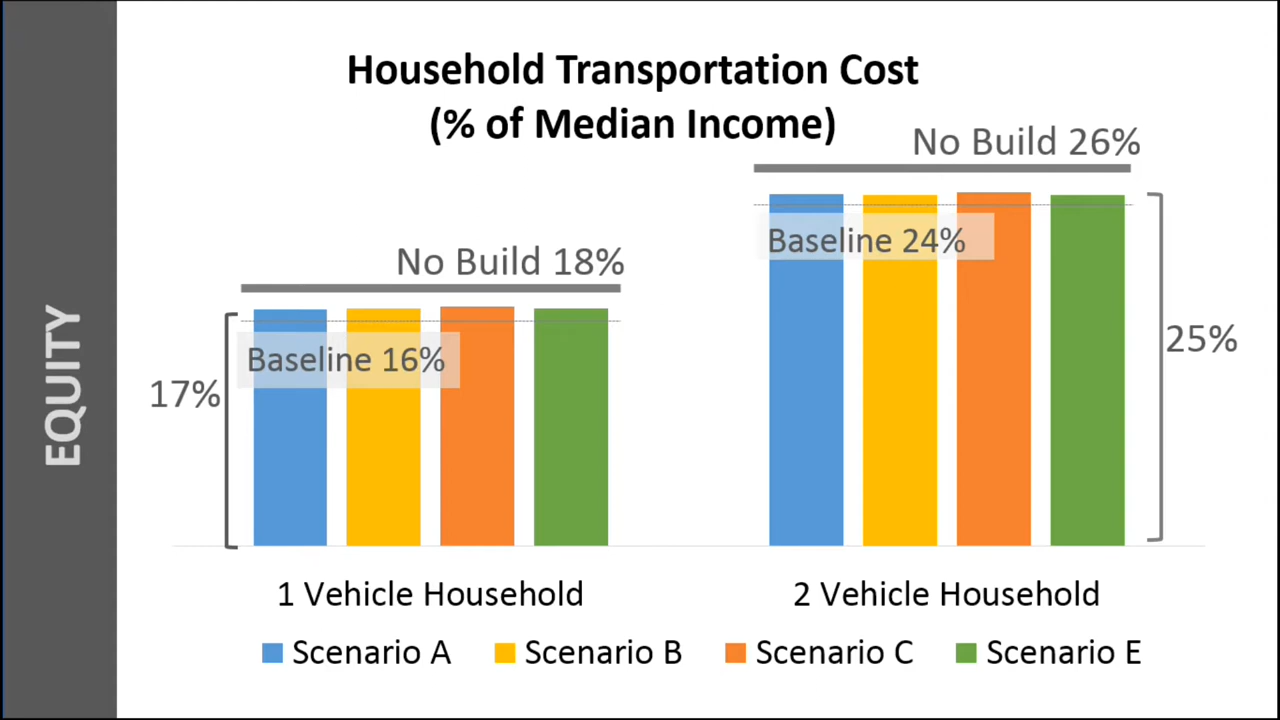 EQUITY
Household Transportation Cost
(% of Median Income)
No Build 26%
Baseline 24%
No Build 18%
Baseline 16%
17%
25%
1 Vehicle Household
2 Vehicle Household
Scenario A
Scenario B
Scenario C
Scenario E